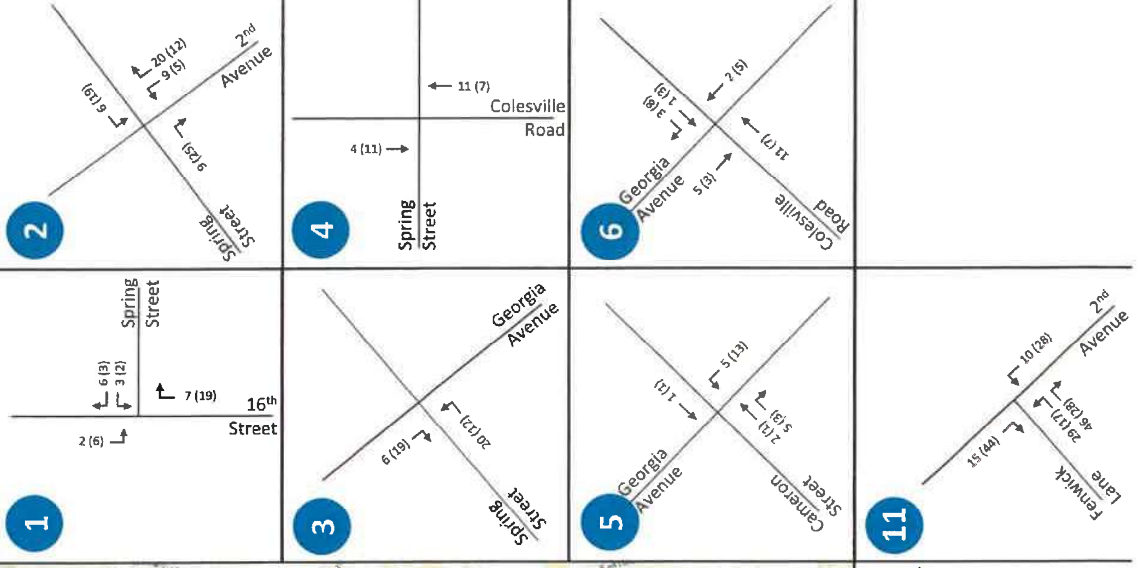 2
6 (19)
20 (12)
9 (5)
2nd
Avenue
9 (25)
Spring
Street
4
11 (7)
Colesville
Road
4 (11)
Spring
Street
6
1 (3)
3 (8)
2 (5)
Georgia
Avenue
5 (3)
11 (7)
Colesville
Road
1
Spring
Street
6 (3)
3 (2)
7 (19)
16th
Street
2 (6)
3
Georgia
Avenue
6 (19)
20 (12)
Spring
Street
5
1 (1)
5 (13)
Georgia
Avenue
2 (1)
5 (3)
Cameron
Street
11
2nd
Avenue
10 (28)
15 (44)
29 (17)
46 (28)
Fenwick
Lane